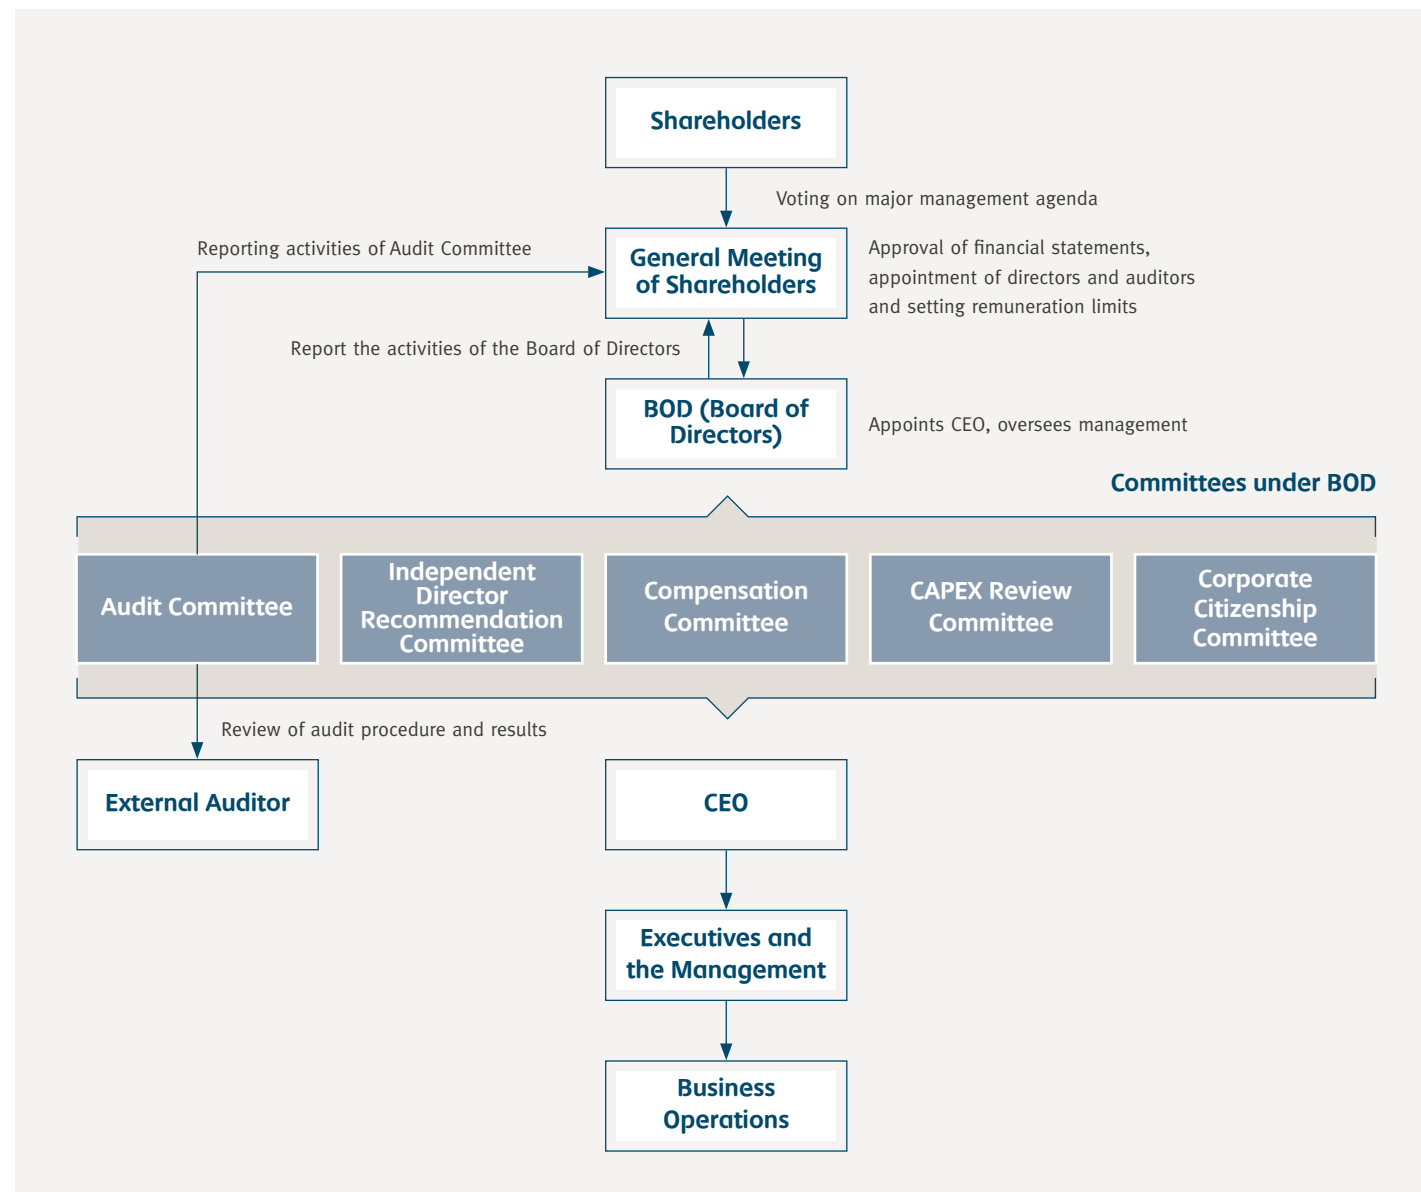 Shareholders
Voting on major management agenda
Reporting activities of Audit Committee
General Meeting
of Shareholders
Approval of financial statements,
appointment of directors and auditors
and setting remuneration limits
Report the activities of the Board of Directors
BOD (Board of
Directors)
Appoints CEO, oversees management
Committees under BOD
Audit Committee
Independent
Director
Recommendation
Committee
Compensation
Committee
CAPEX Review
Committee
Corporate
Citizenship
Committee
Review of audit procedure and results
External Auditor
CEO
Executives and
the Management
Business
Operations